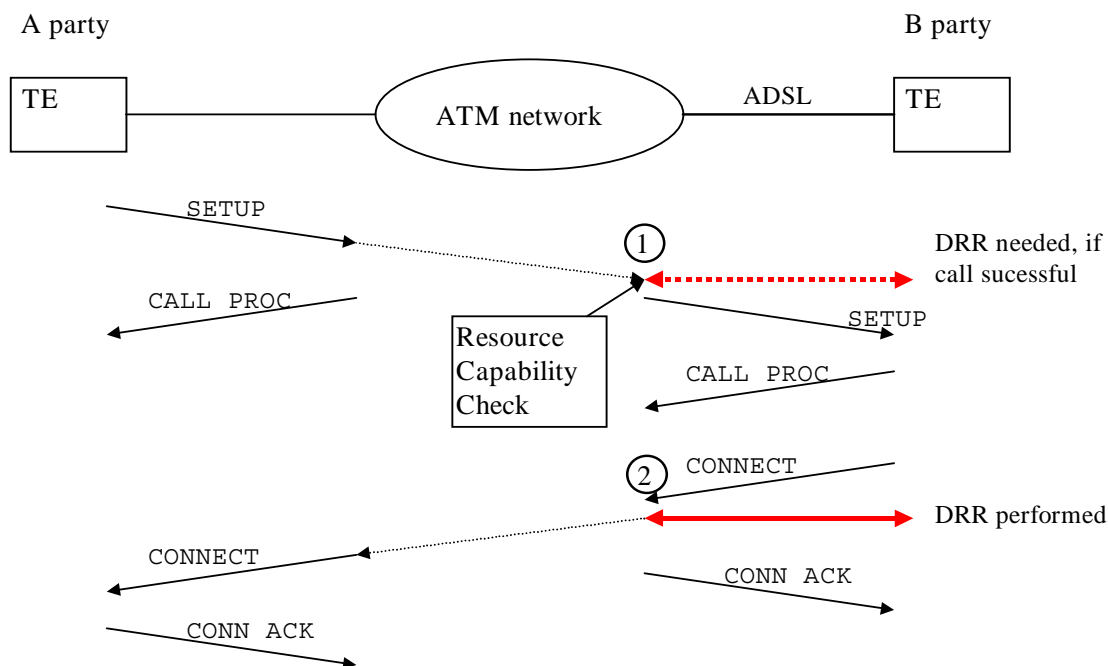 A party
B party
TE
ATM network
ADSL
TE
SETUP
1
DRR needed, if
call sucessful
CALL PROC
SETUP
Resource
Capability
Check
CALL PROC
2
CONNECT
DRR performed
CONNECT
CONN ACK
CONN ACK